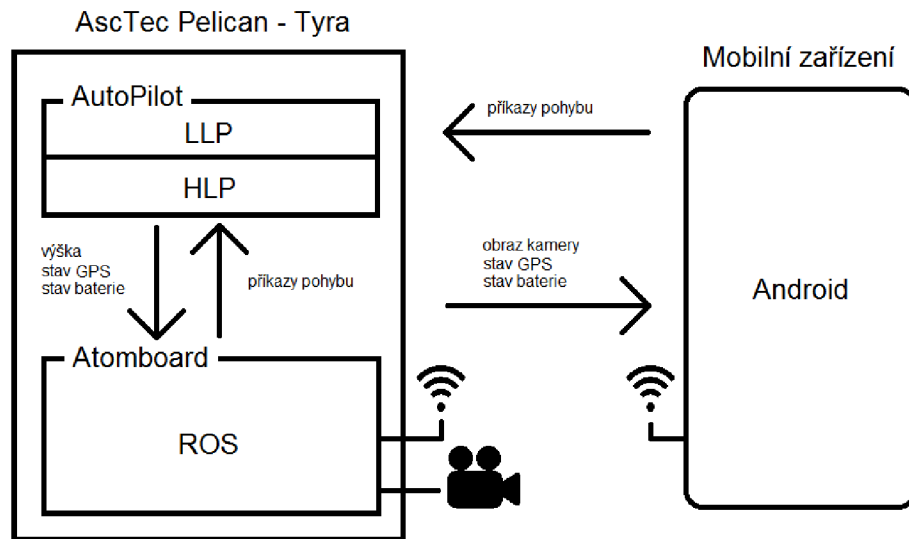 AscTec Pelican - Tyra
Mobilní zařízení
AutoPilot
LLP
HLP
příkazy pohybu
výška
stav GPS
stav baterie
příkazy pohybu
obraz kamery
stav GPS
stav baterie
Android
Atomboard
ROS